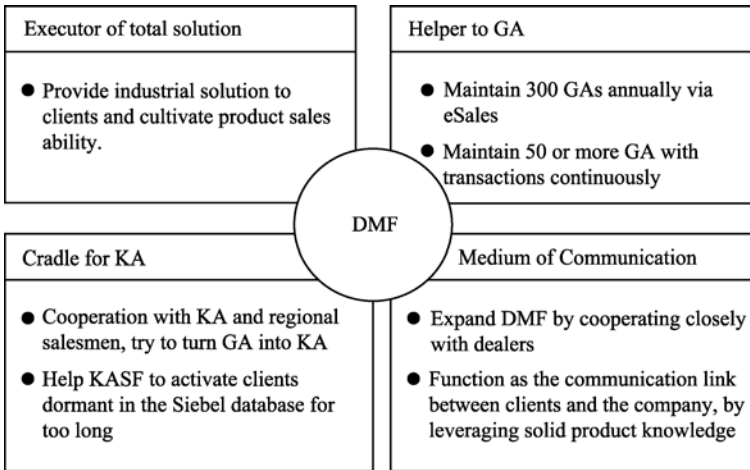 Executor of total solution
● Provide industrial solution to
clients and cultivate product sales
ability.
Helper to GA
● Maintain 300 GAs annually via
eSales
● Maintain 50 or more GA with
transactions continuously
DMF
Cradle for KA
● Cooperation with KA and regional
salesmen, try to turn GA into KA
● Help KASF to activate clients
dormant in the Siebel database for
too long
Medium of Communication
● Expand DMF by cooperating closely
with dealers
● Function as the communication link
between clients and the company, by
leveraging solid product knowledge